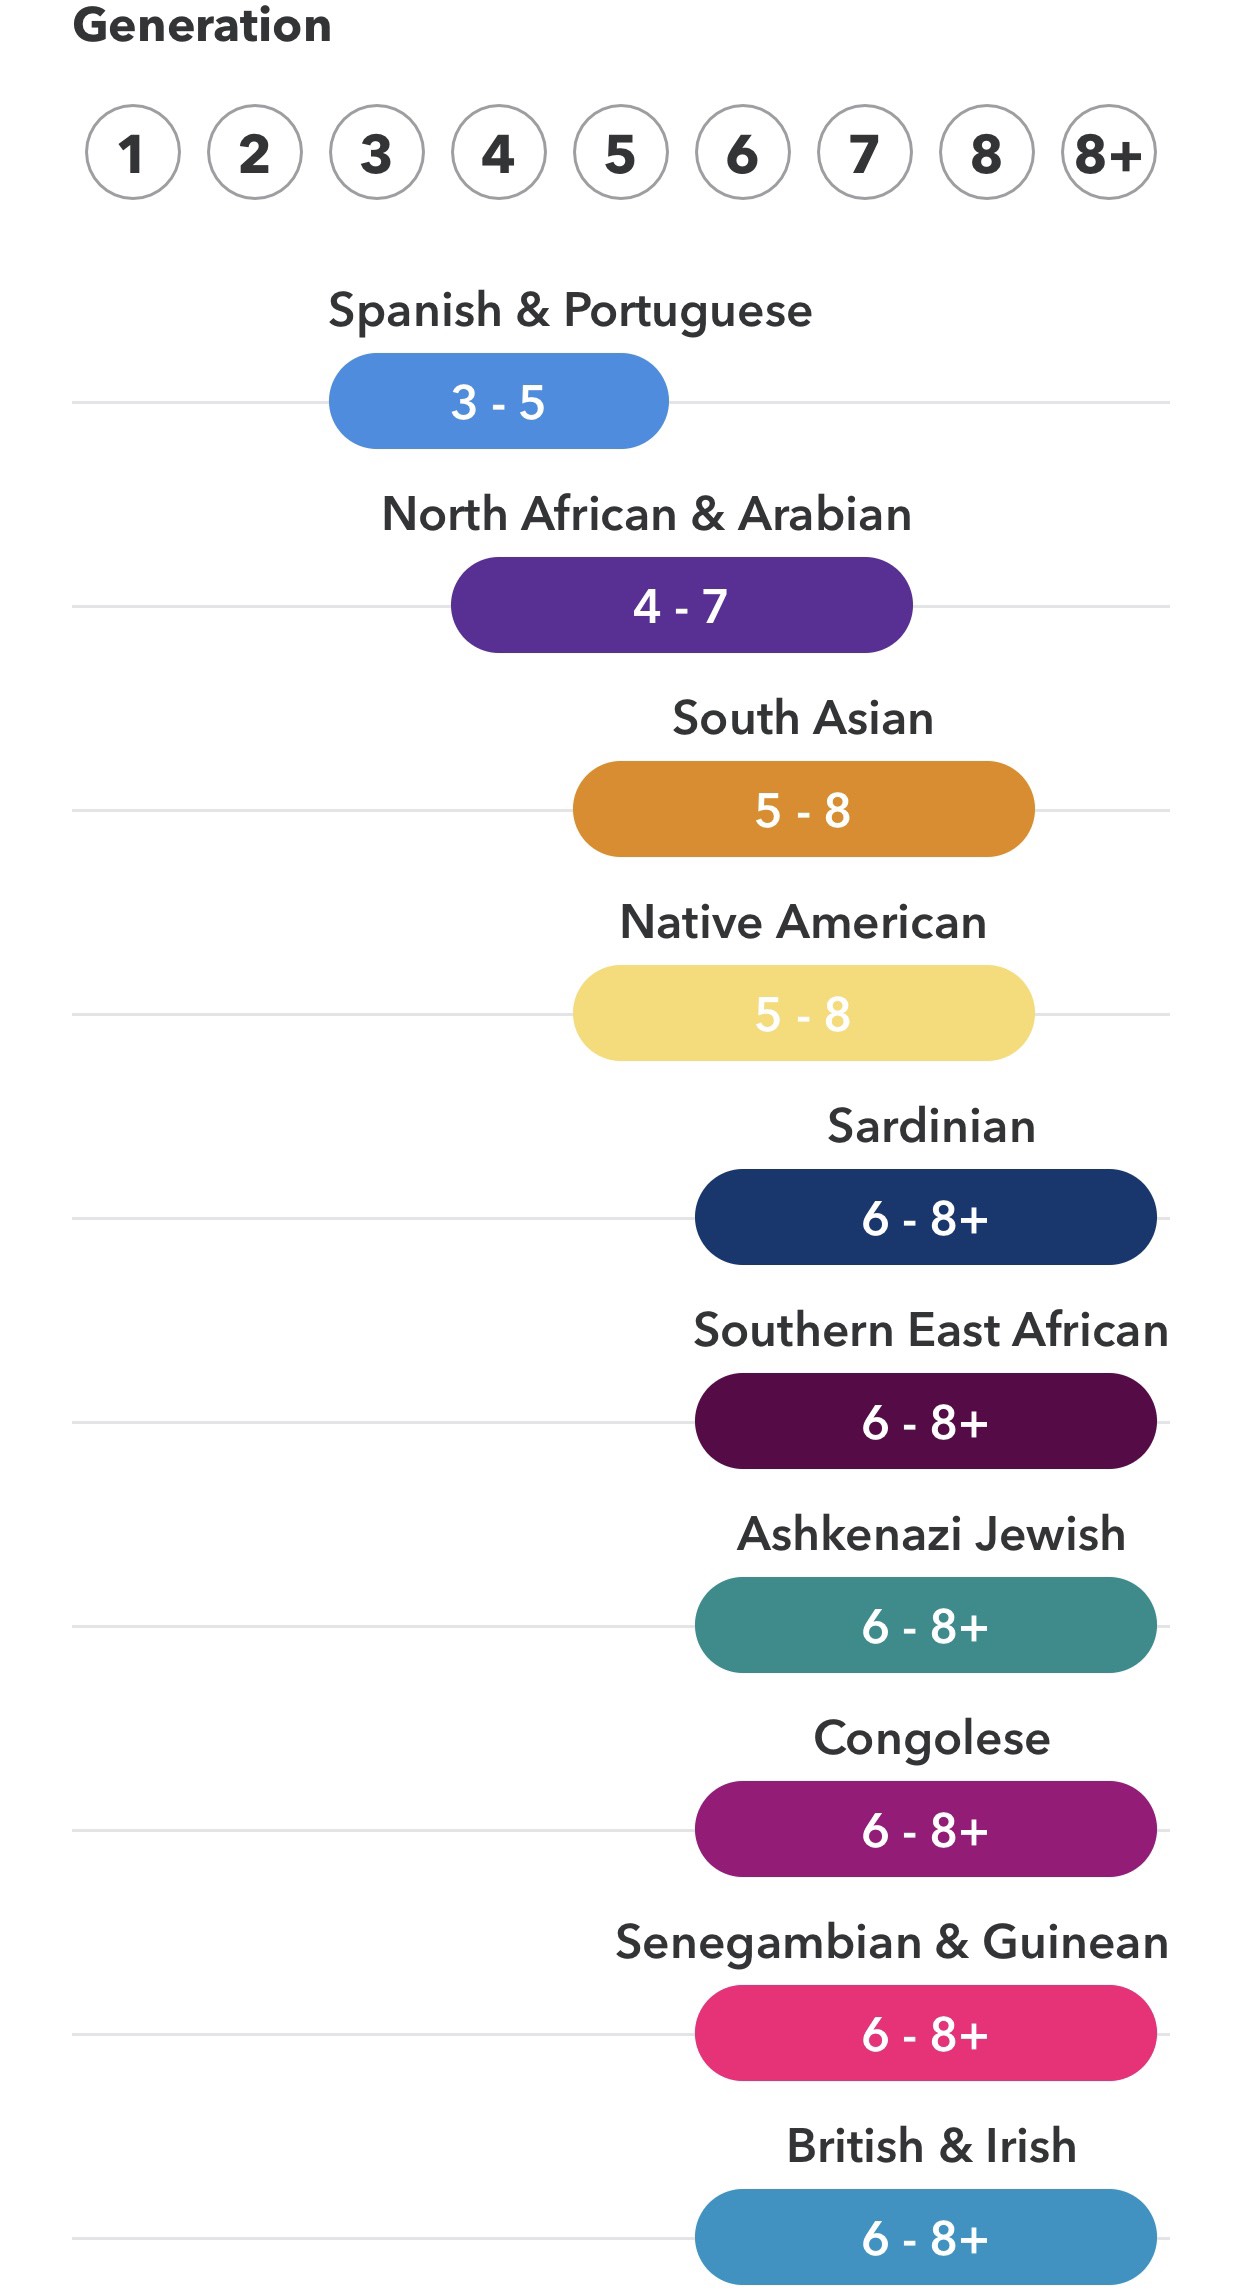 Generation
1 2 3 4 5 6 7 8 8+
Spanish & Portuguese
3 - 5
North African & Arabian
4 - 7
South Asian
5 - 8
Native American
5 - 8
Sardinian
6 - 8+
Southern East African
6 - 8+
Ashkenazi Jewish
6 - 8+
Congolese
6 - 8+
Senegambian & Guinean
6 - 8+
British & Irish
6 - 8+